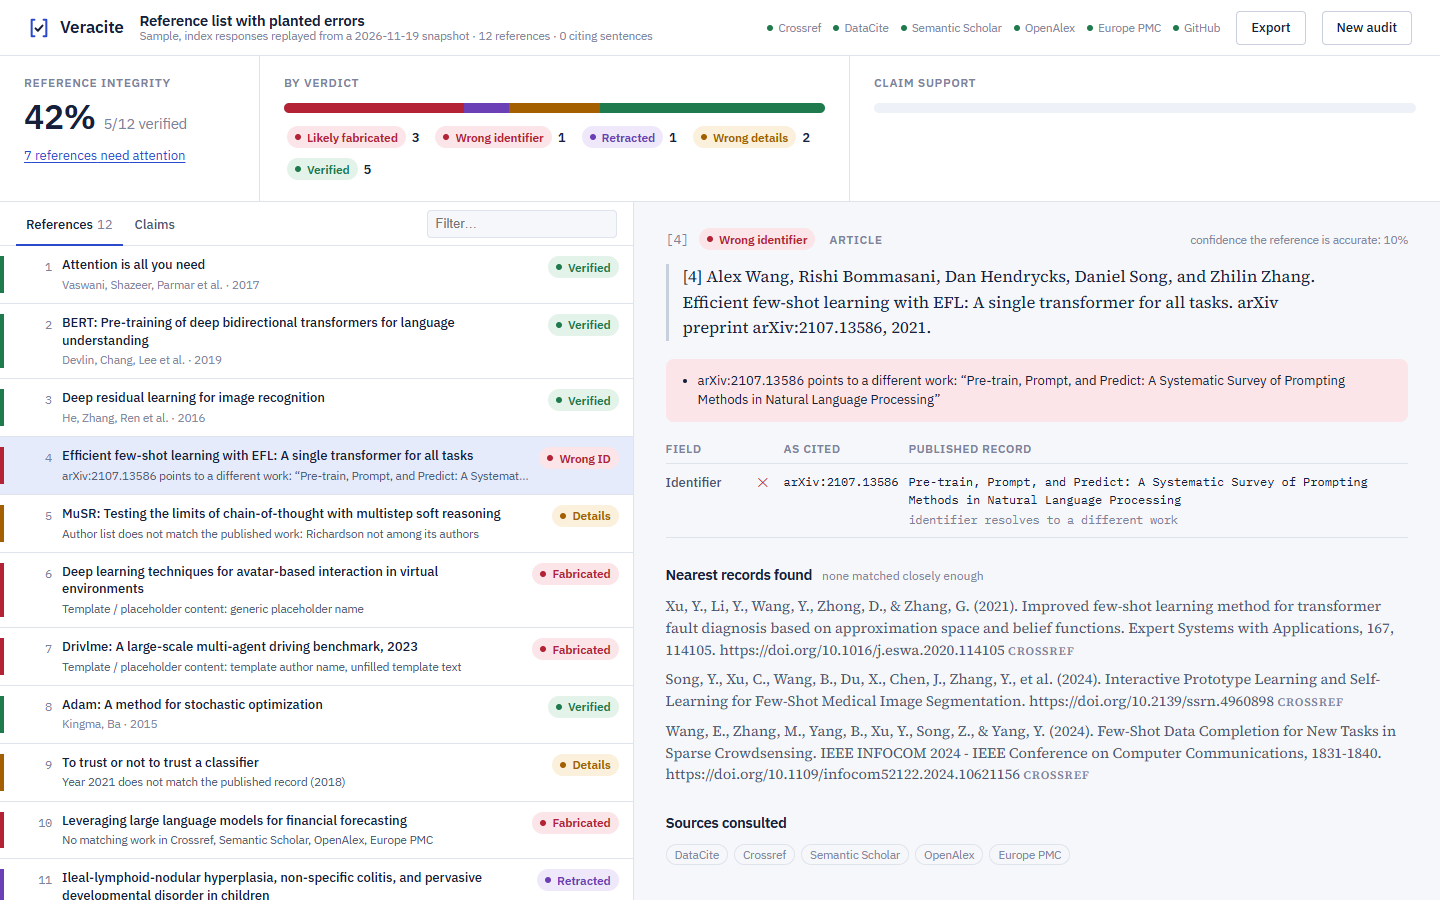 Veracite
Reference list with planted errors
Sample, index responses replayed from a 2026-11-19 snapshot · 12 references · 0 citing sentences
Crossref
DataCite
Semantic Scholar
OpenAlex
Europe PMC
GitHub
Export
New audit
REFERENCE INTEGRITY
42% 5/12 verified
7 references need attention
BY VERDICT
Likely fabricated 3
Wrong identifier 1
Retracted 1
Wrong details 2
Verified 5
CLAIM SUPPORT
References 12
Claims
Filter...
1 Attention is all you need
Vaswani, Shazeer, Parmar et al. · 2017
Verified
2 BERT: Pre-training of deep bidirectional transformers for language
understanding
Devlin, Chang, Lee et al. · 2019
Verified
3 Deep residual learning for image recognition
He, Zhang, Ren et al. · 2016
Verified
4 Efficient few-shot learning with EFL: A single transformer for all tasks
arXiv:2107.13586 points to a different work: “Pre-train, Prompt, and Predict: A Systemat...
Wrong ID
5 MuSR: Testing the limits of chain-of-thought with multistep soft reasoning
Author list does not match the published work: Richardson not among its authors
Details
6 Deep learning techniques for avatar-based interaction in virtual
environments
Template / placeholder content: generic placeholder name
Fabricated
7 Drivlme: A large-scale multi-agent driving benchmark, 2023
Template / placeholder content: template author name, unfilled template text
Fabricated
8 Adam: A method for stochastic optimization
Kingma, Ba · 2015
Verified
9 To trust or not to trust a classifier
Year 2021 does not match the published record (2018)
Details
10 Leveraging large language models for financial forecasting
No matching work in Crossref, Semantic Scholar, OpenAlex, Europe PMC
Fabricated
11 Ileal-lymphoid-nodular hyperplasia, non-specific colitis, and pervasive
developmental disorder in children
Retracted
[4] Wrong identifier ARTICLE
confidence the reference is accurate: 10%
[4] Alex Wang, Rishi Bommasani, Dan Hendrycks, Daniel Song, and Zhilin Zhang.
Efficient few-shot learning with EFL: A single transformer for all tasks. arXiv
preprint arXiv:2107.13586, 2021.
• arXiv:2107.13586 points to a different work: “Pre-train, Prompt, and Predict: A Systematic Survey of Prompting
Methods in Natural Language Processing”
FIELD AS CITED PUBLISHED RECORD
Identifier ✕ arXiv:2107.13586 Pre-train, Prompt, and Predict: A Systematic Survey of Prompting
Methods in Natural Language Processing
identifier resolves to a different work
Nearest records found none matched closely enough
Xu, Y., Li, Y., Wang, Y., Zhong, D., & Zhang, G. (2021). Improved few-shot learning method for transformer
fault diagnosis based on approximation space and belief functions. Expert Systems with Applications, 167,
114105. https://doi.org/10.1016/j.eswa.2020.114105 CROSSREF
Song, Y., Xu, C., Wang, B., Du, X., Chen, J., Zhang, Y., et al. (2024). Interactive Prototype Learning and Self-
Learning for Few-Shot Medical Image Segmentation. https://doi.org/10.2139/ssrn.4960898 CROSSREF
Wang, E., Zhang, M., Yang, B., Xu, Y., Song, Z., & Yang, Y. (2024). Few-Shot Data Completion for New Tasks in
Sparse Crowdsensing. IEEE INFOCOM 2024 - IEEE Conference on Computer Communications, 1831-1840.
https://doi.org/10.1109/infocom52122.2024.10621156 CROSSREF
Sources consulted
DataCite
Crossref
Semantic Scholar
OpenAlex
Europe PMC